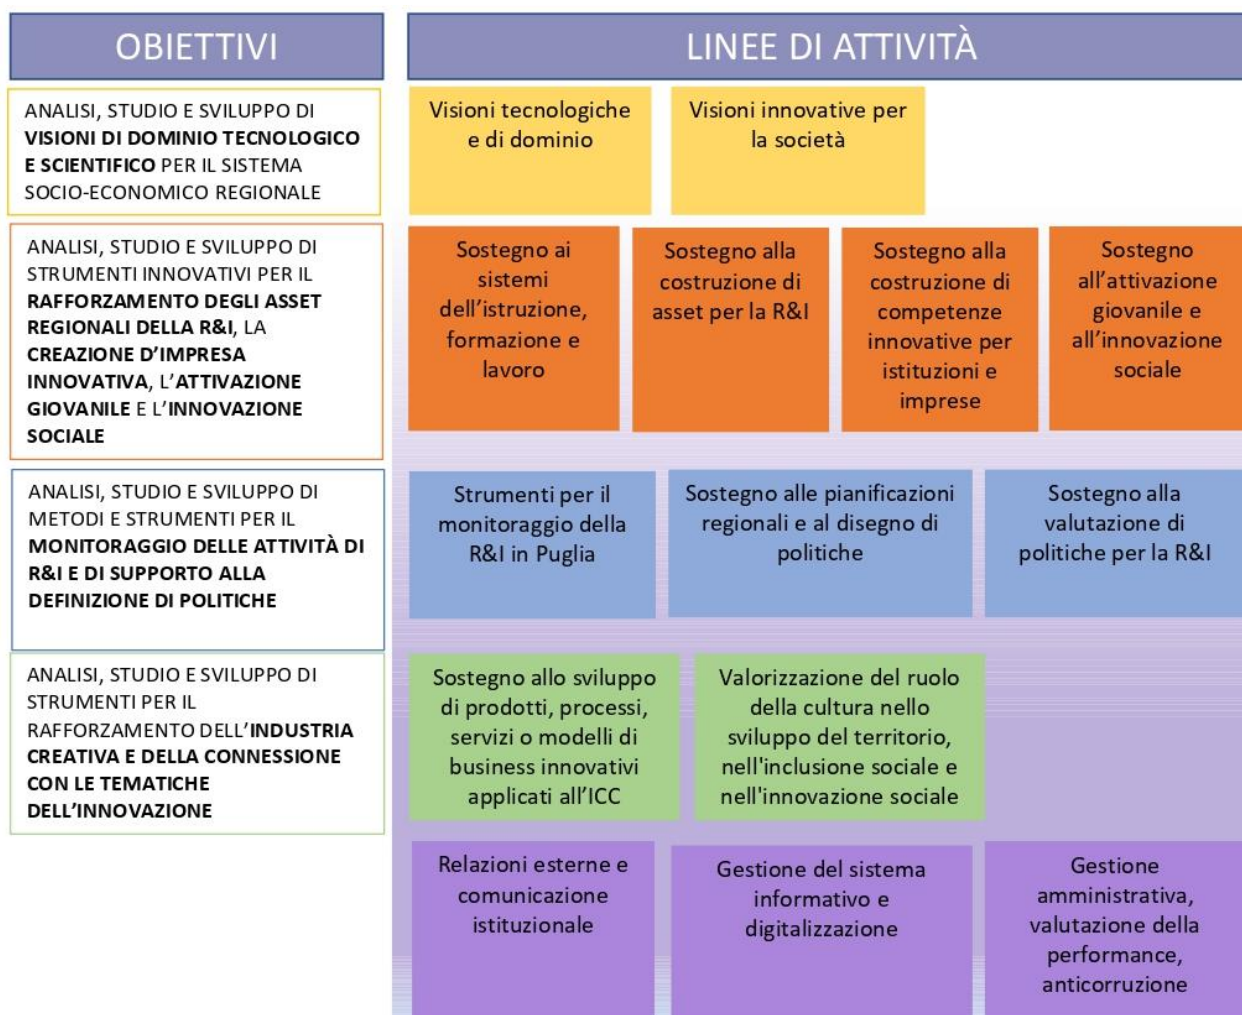 OBIETTIVI
LINEE DI ATTIVITÀ
ANALISI, STUDIO E SVILUPPO DI
VISIONI DI DOMINIO TECNOLOGICO
E SCIENTIFICO PER IL SISTEMA
SOCIO-ECONOMICO REGIONALE
Visioni tecnologiche
e di dominio
Visioni innovative per
la società
ANALISI, STUDIO E SVILUPPO DI
STRUMENTI INNOVATIVI PER IL
RAFFORZAMENTO DEGLI ASSET
REGIONALI DELLA R&I, LA
CREAZIONE D'IMPRESA
INNOVATIVA, L'ATTIVAZIONE
GIOVANILE E L'INNOVAZIONE
SOCIALE
Sostegno ai
sistemi
dell'istruzione,
formazione e
lavoro
Sostegno alla
costruzione di
asset per la R&I
Sostegno alla
costruzione di
competenze
innovative per
istituzioni e
imprese
Sostegno
all'attivazione
giovanile e
all'innovazione
sociale
ANALISI, STUDIO E SVILUPPO DI
METODI E STRUMENTI PER IL
MONITORAGGIO DELLE ATTIVITÀ DI
R&I E DI SUPPORTO ALLA
DEFINIZIONE DI POLITICHE
Strumenti per il
monitoraggio della
R&I in Puglia
Sostegno alle pianificazioni
regionali e al disegno di
politiche
Sostegno alla
valutazione di
politiche per la R&I
ANALISI, STUDIO E SVILUPPO DI
STRUMENTI PER IL
RAFFORZAMENTO DELL'INDUSTRIA
CREATIVA E DELLA CONNESSIONE
CON LE TEMATICHE
DELL'INNOVAZIONE
Sostegno allo sviluppo
di prodotti, processi,
servizi o modelli di
business innovativi
applicati all'ICC
Valorizzazione del ruolo
della cultura nello
sviluppo del territorio,
nell'inclusione sociale e
nell'innovazione sociale
Relazioni esterne e
comunicazione
istituzionale
Gestione del sistema
informativo e
digitalizzazione
Gestione
amministrativa,
valutazione della
performance,
anticorruzione